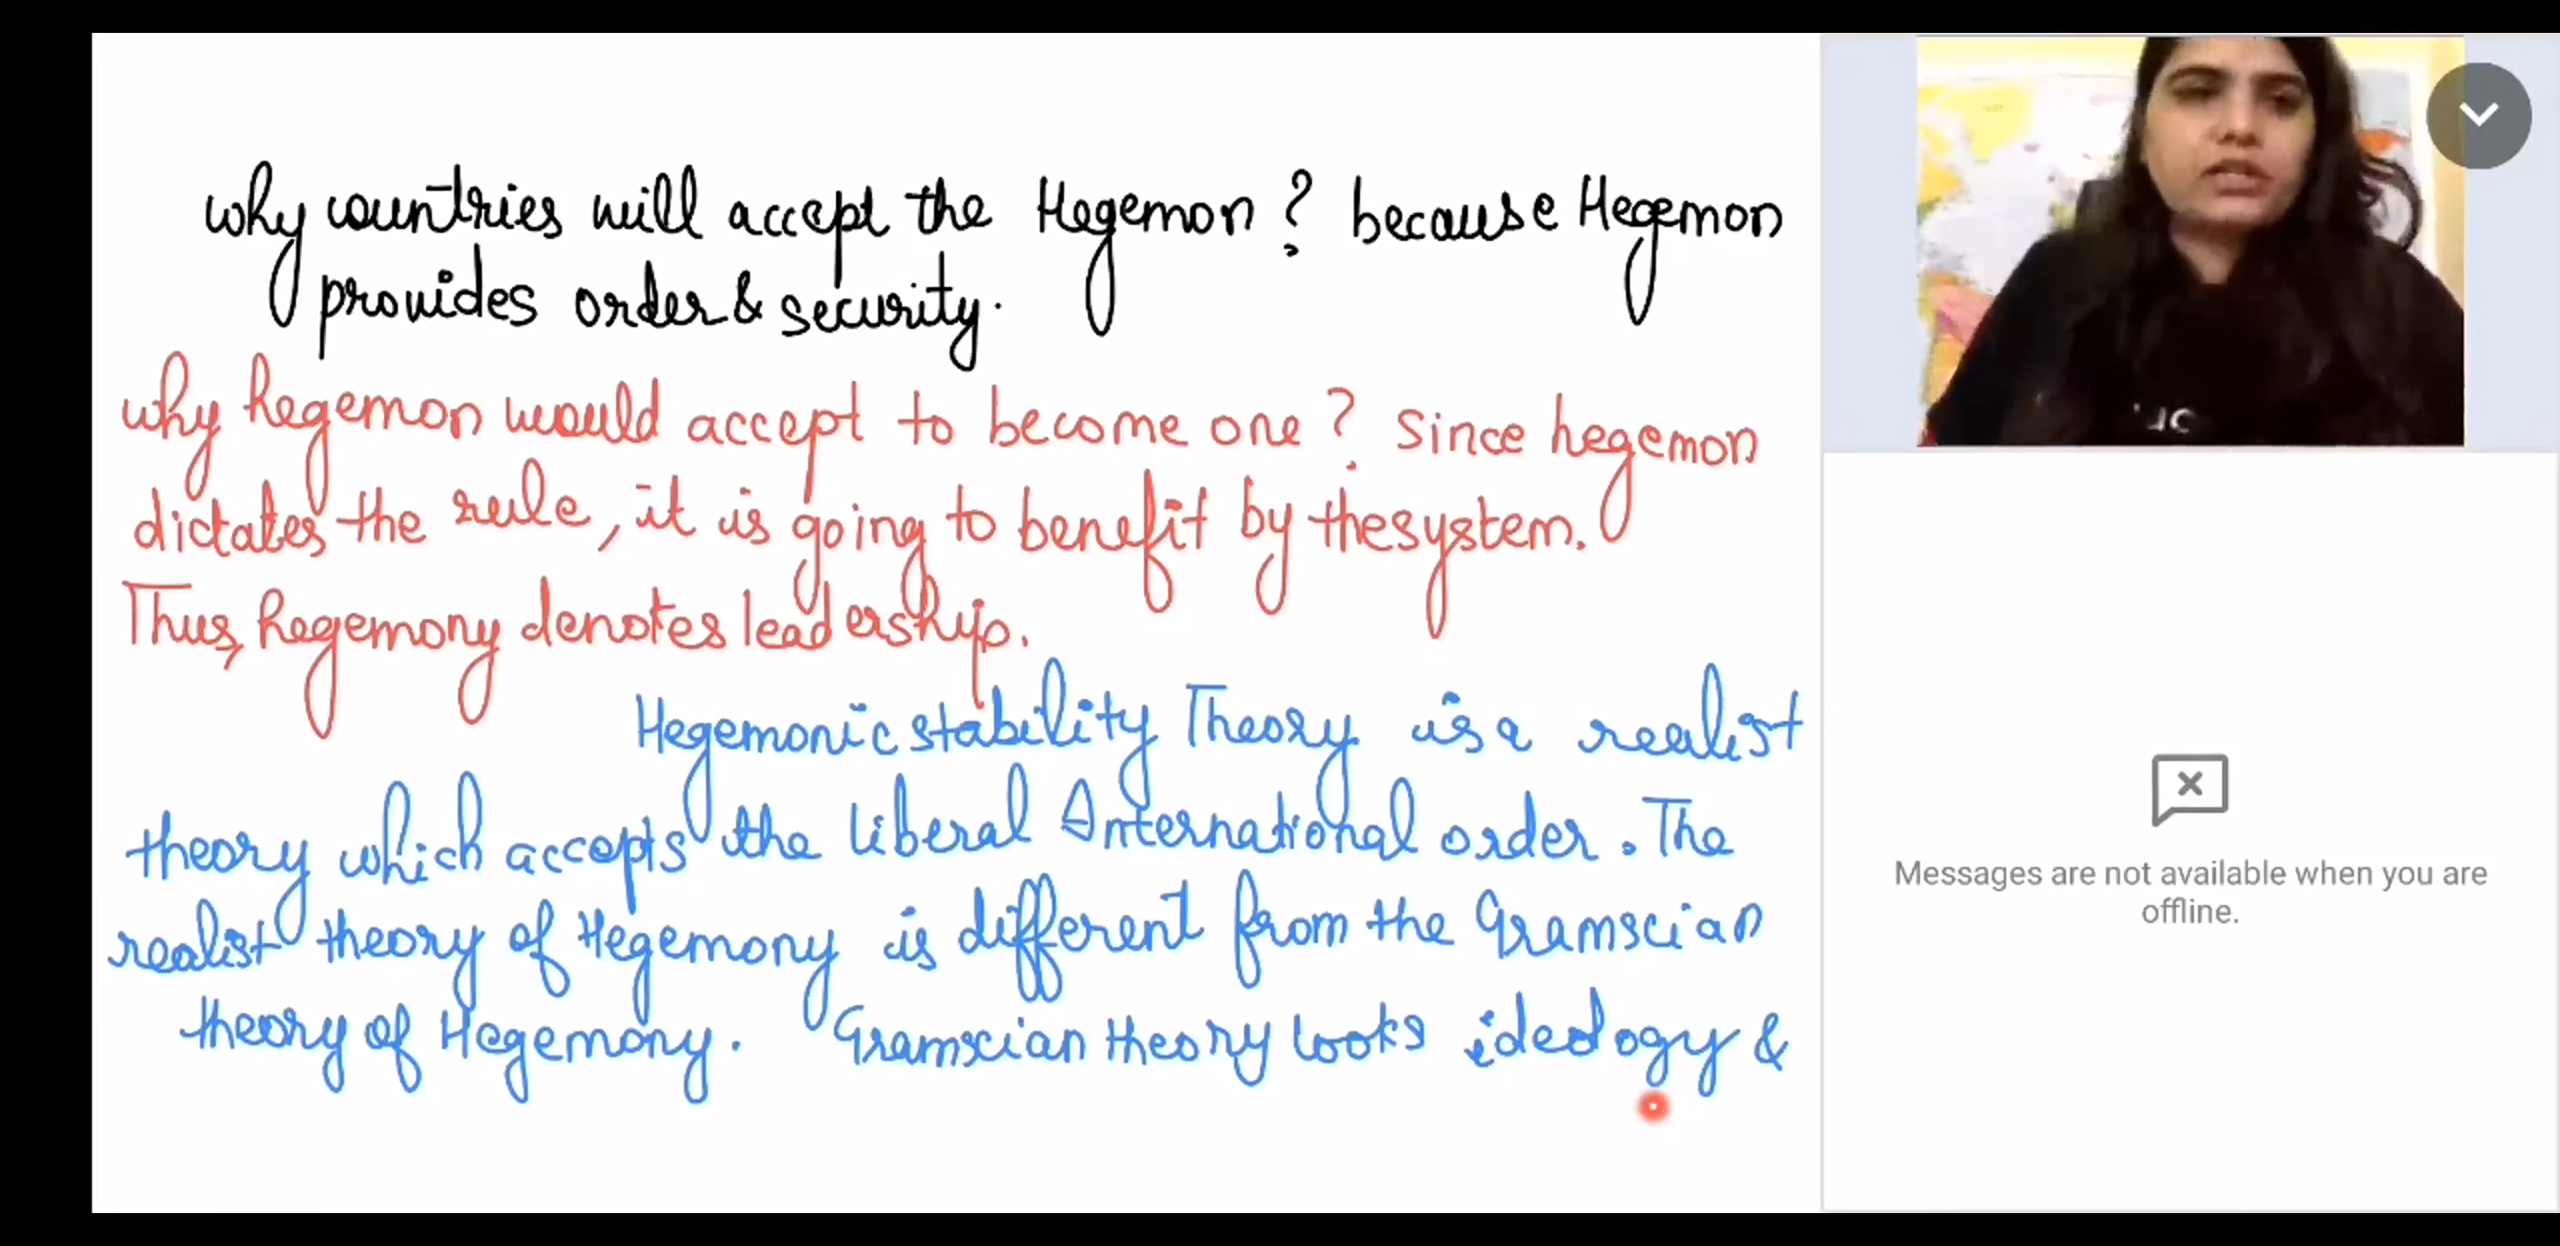 why countries will accept the Hegemon? because Hegemon
provides order & security.
why hegemon would accept to become one? Since hegemon
dictates the rule, it is going to benefit by the system.
Thus, hegemony denotes leadership.
Hegemonic stability Theory is a realist
theory which accepts the liberal International order. The
realist theory of Hegemony is different from the Gramscian
theory of Hegemony. Gramscian theory looks ideology &
Messages are not available when you are
offline.